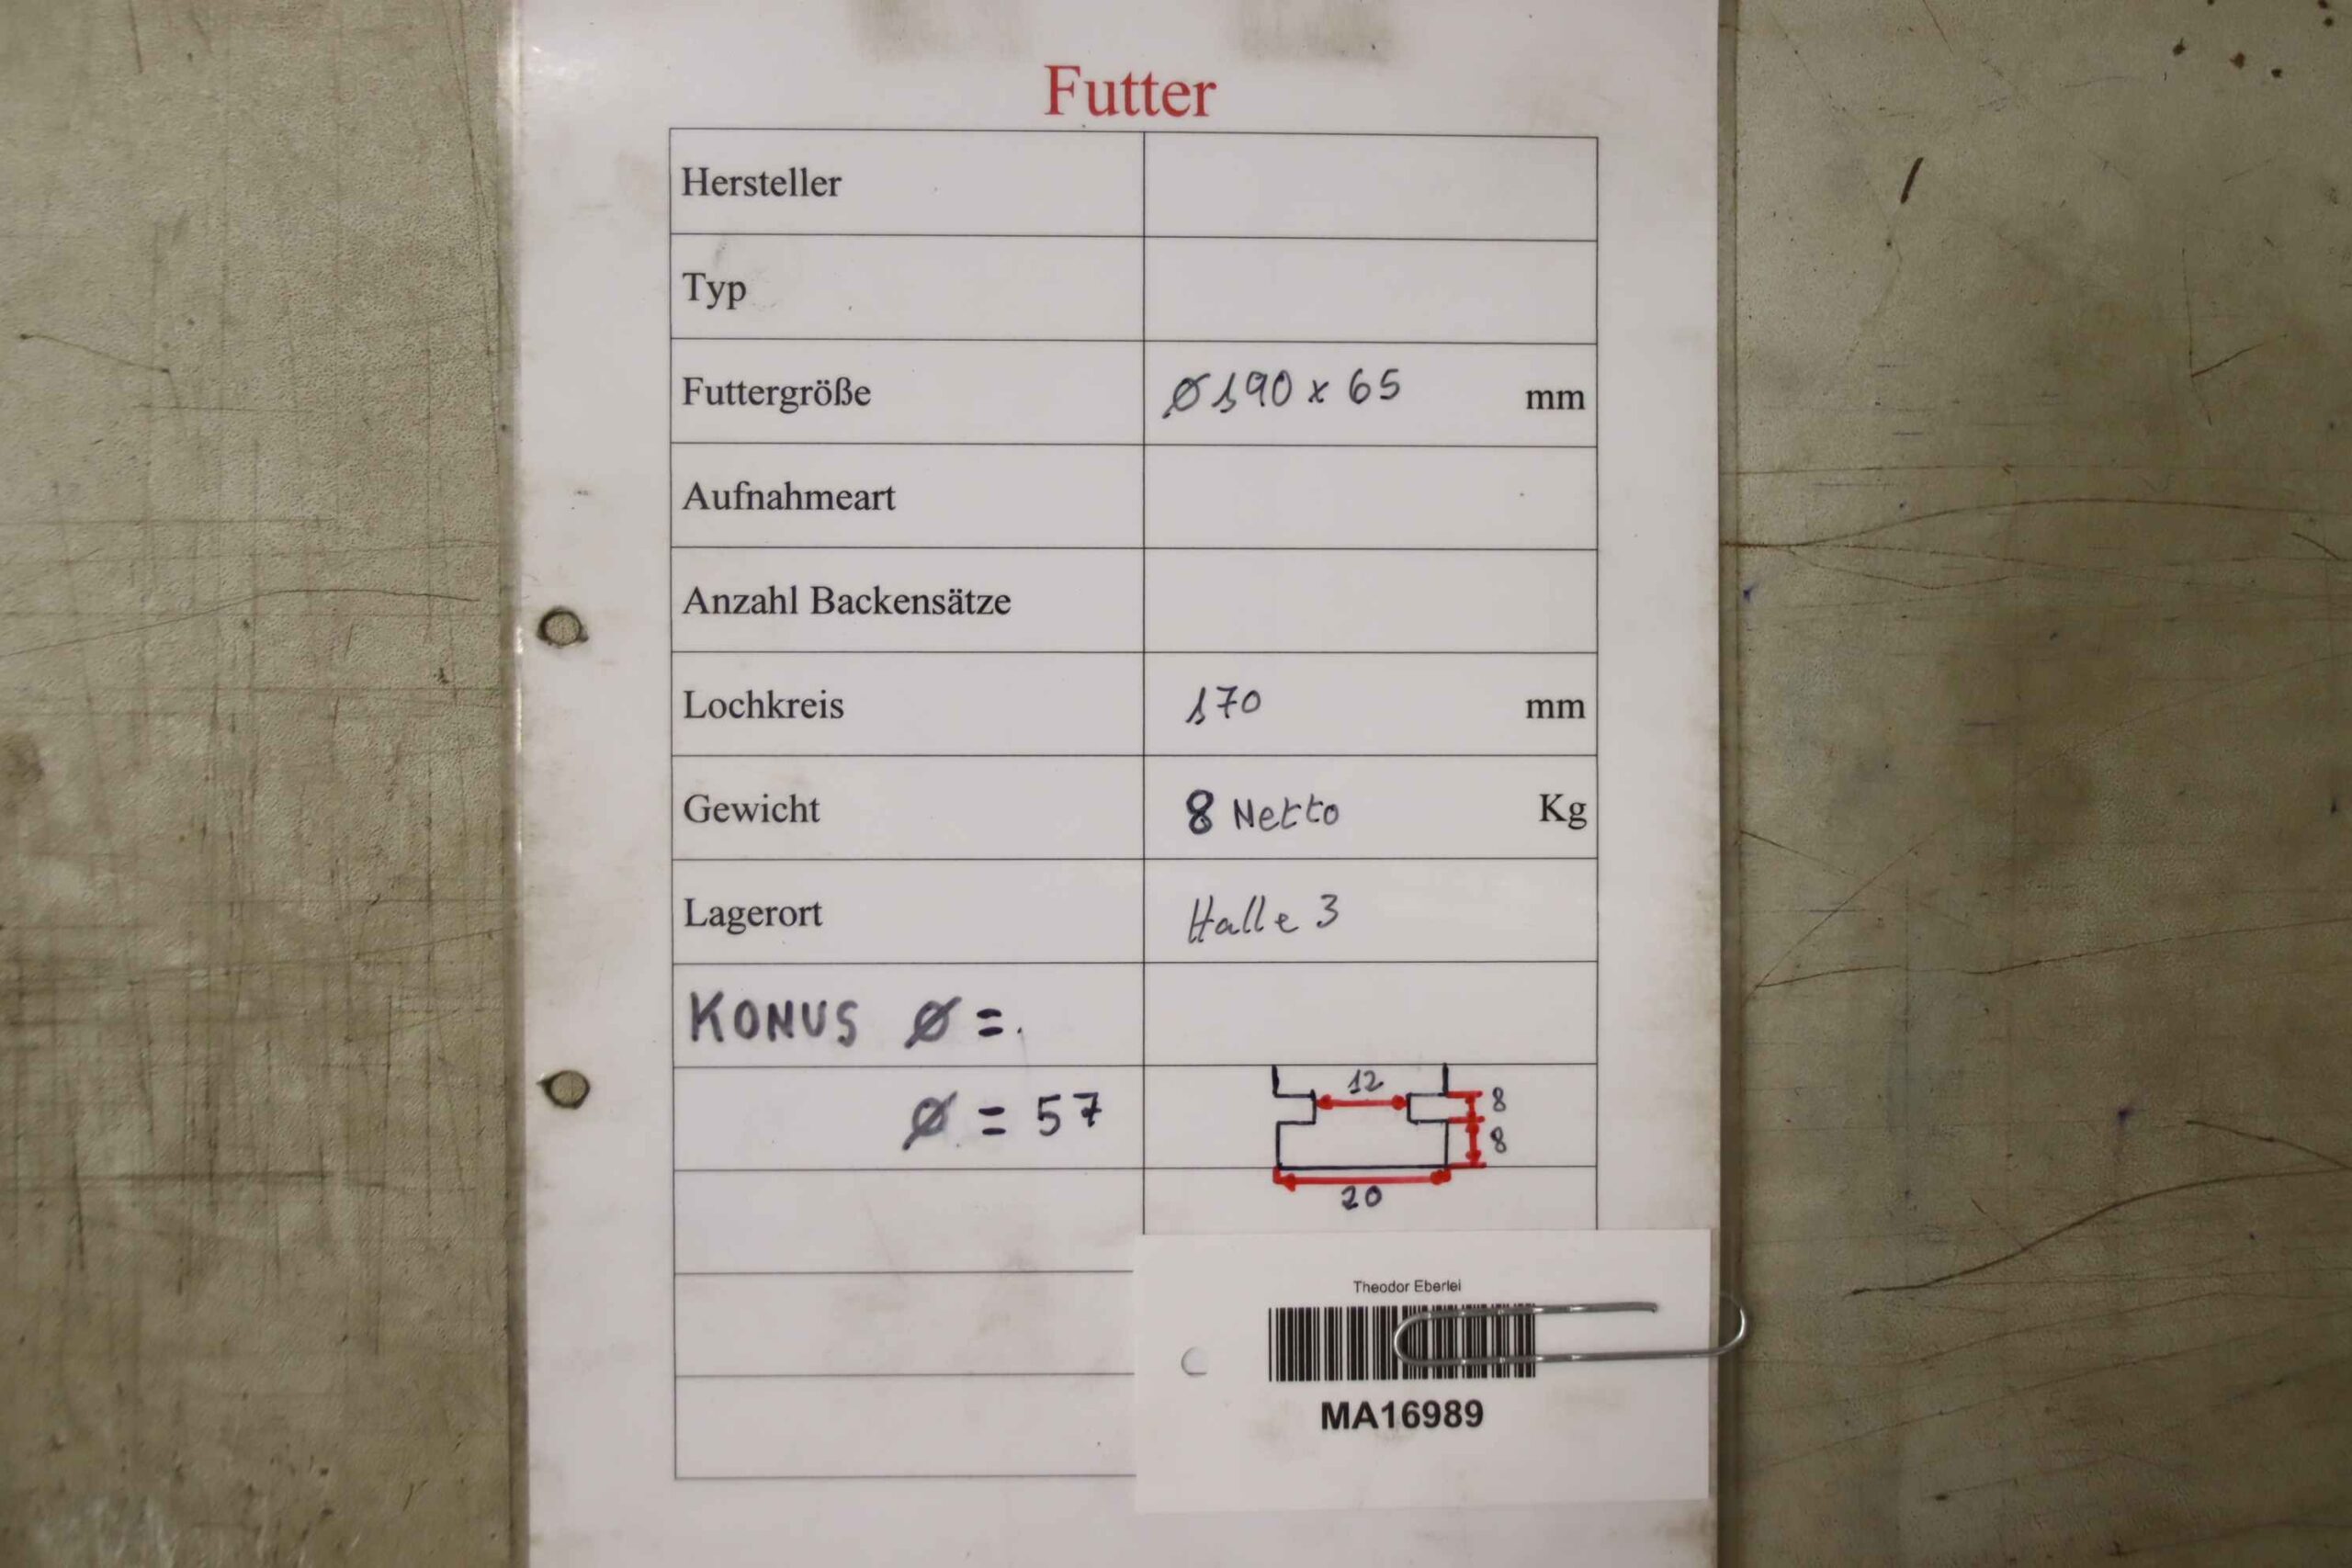 Futter
Hersteller
Typ
Futtergröße Ø190 x 65 mm
Aufnahmeart
Anzahl Backensätze
Lochkreis 170 mm
Gewicht 8 Netto Kg
Lagerort Halle 3
KONUS Ø =.
Ø = 57
12
8
8
20
Theodor Eberlei
MA16989